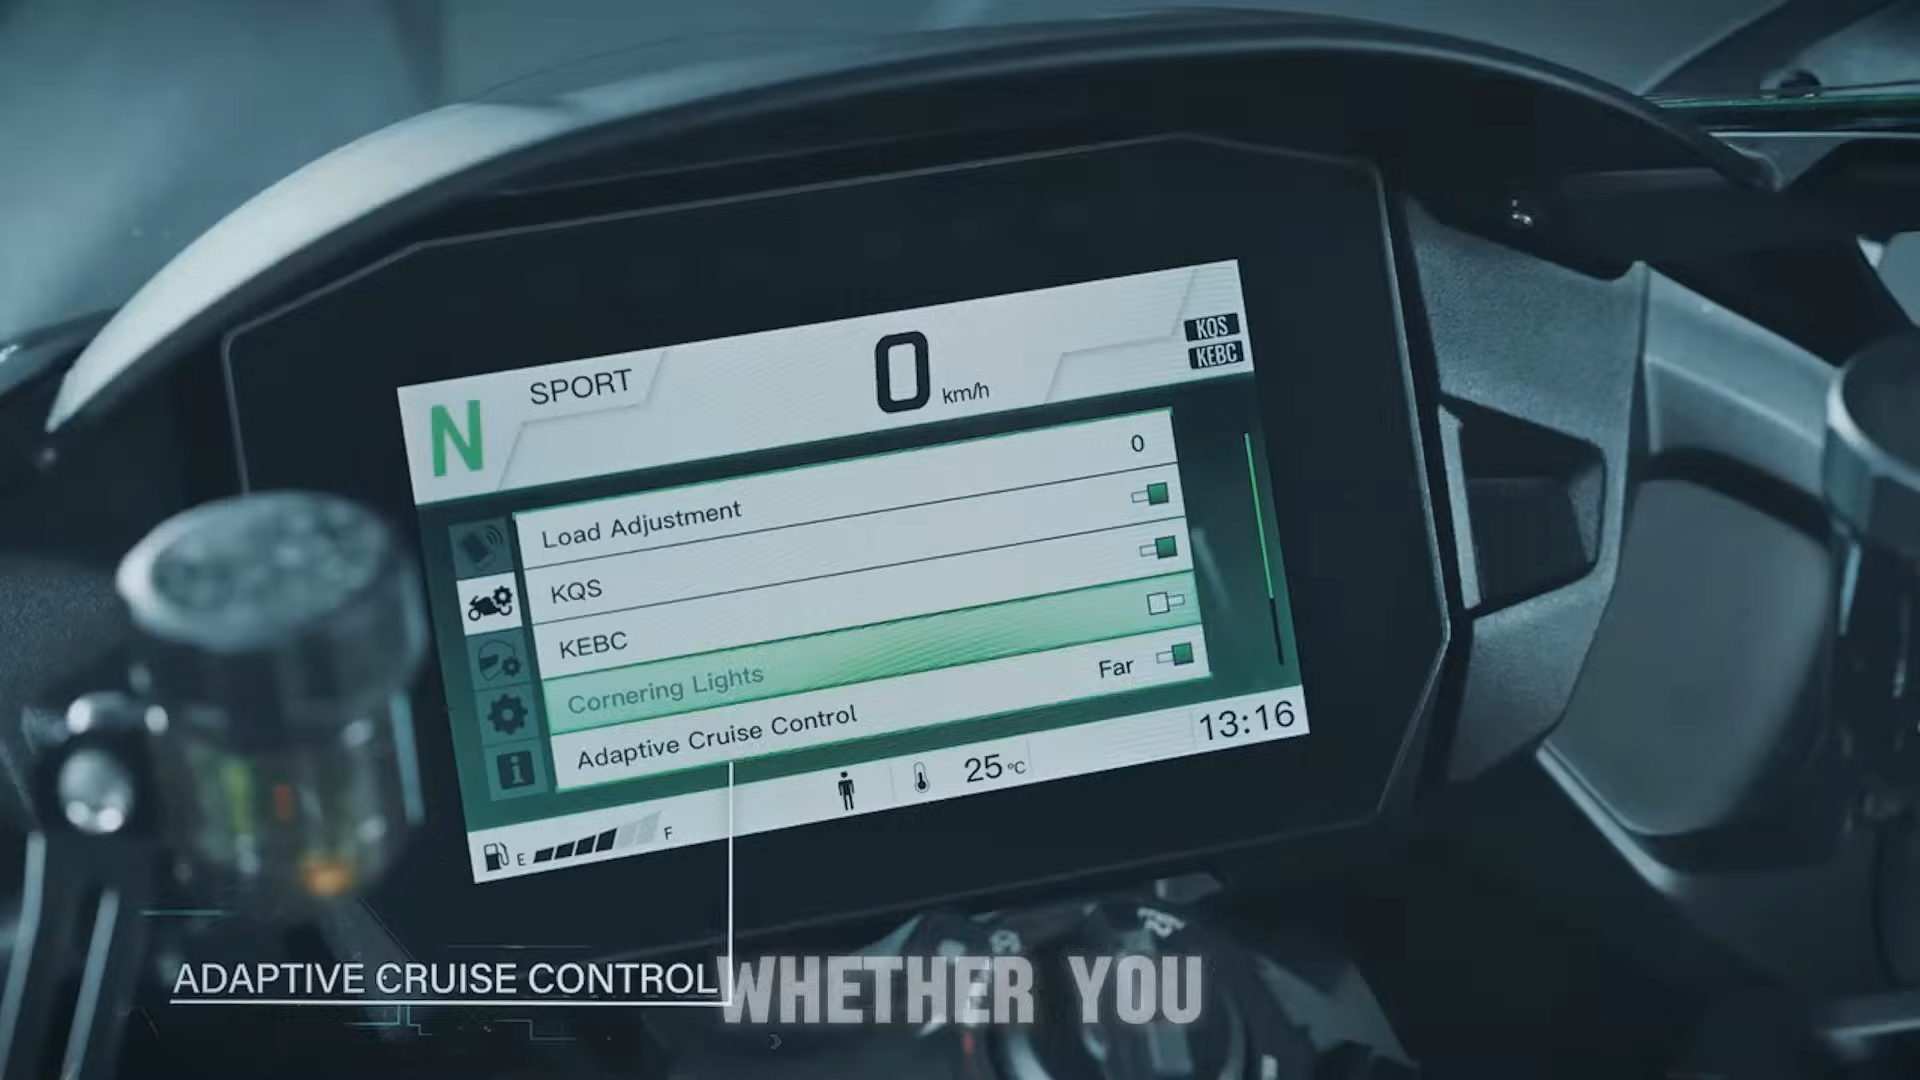 SPORT
N
0 km/h
KQS
KEBC
Load Adjustment 0
KQS
KEBC
Cornering Lights
Adaptive Cruise Control Far
E F
25 °C
13:16
ADAPTIVE CRUISE CONTROL
WHETHER YOU